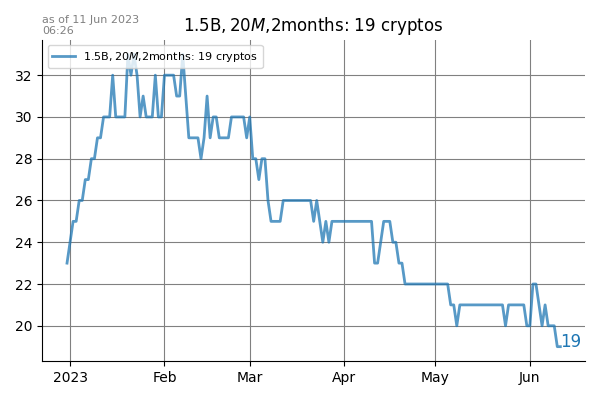 as of 11 Jun 2023
06:26
1.5B, 20M,2months: 19 cryptos
1.5B, 20M,2months: 19 cryptos
32
30
28
26
24
22
20
19
2023 Feb Mar Apr May Jun